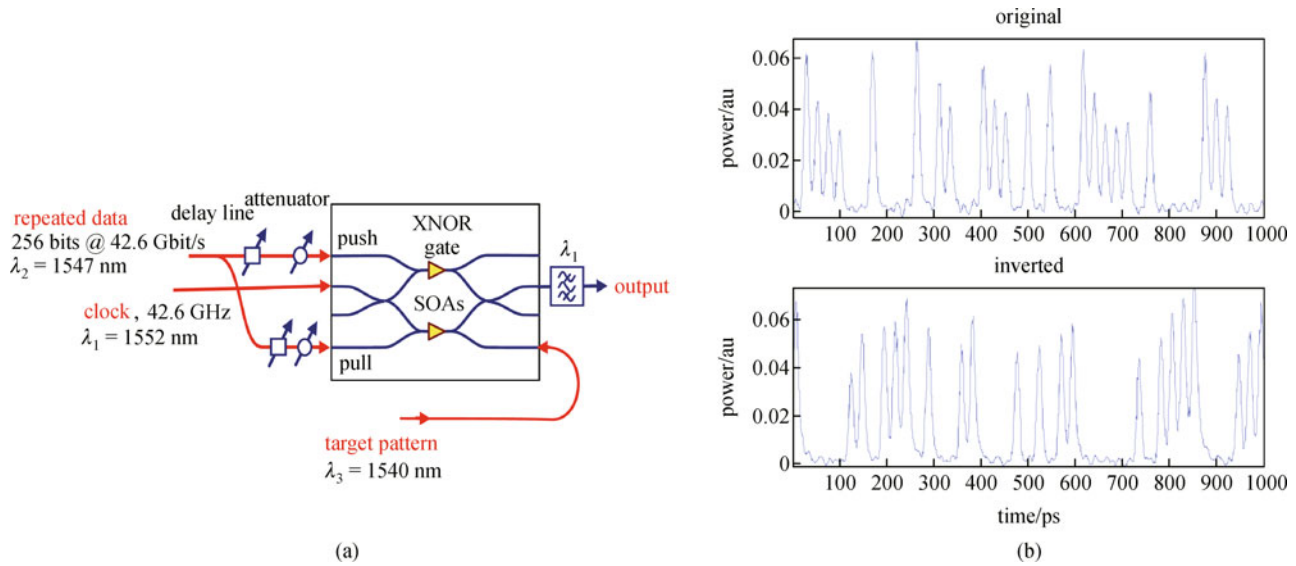 repeated data
256 bits @ 42.6 Gbit/s
λ2 = 1547 nm
delay line
attenuator
push
XNOR
gate
λ1
output
clock, 42.6 GHz
λ1 = 1552 nm
SOAs
pull
target pattern
λ3 = 1540 nm
(a)
original
power/au
0.06
0.04
0.02
0
100 200 300 400 500 600 700 800 900 1000
inverted
power/au
0.06
0.04
0.02
0
100 200 300 400 500 600 700 800 900 1000
time/ps
(b)